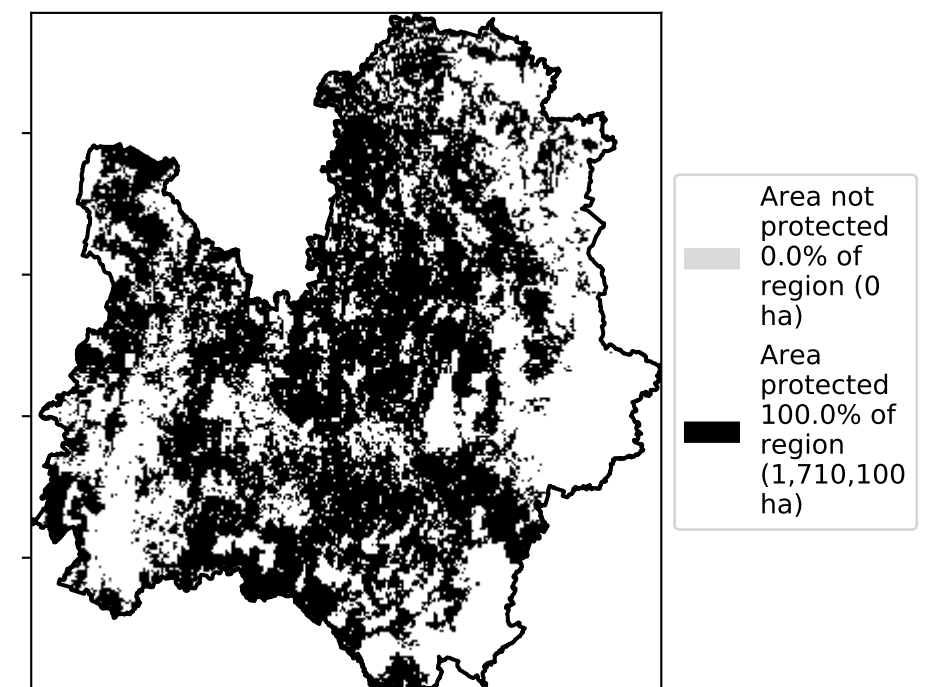 Area not
protected
0.0% of
region (0
ha)
Area
protected
100.0% of
region
(1,710,100
ha)